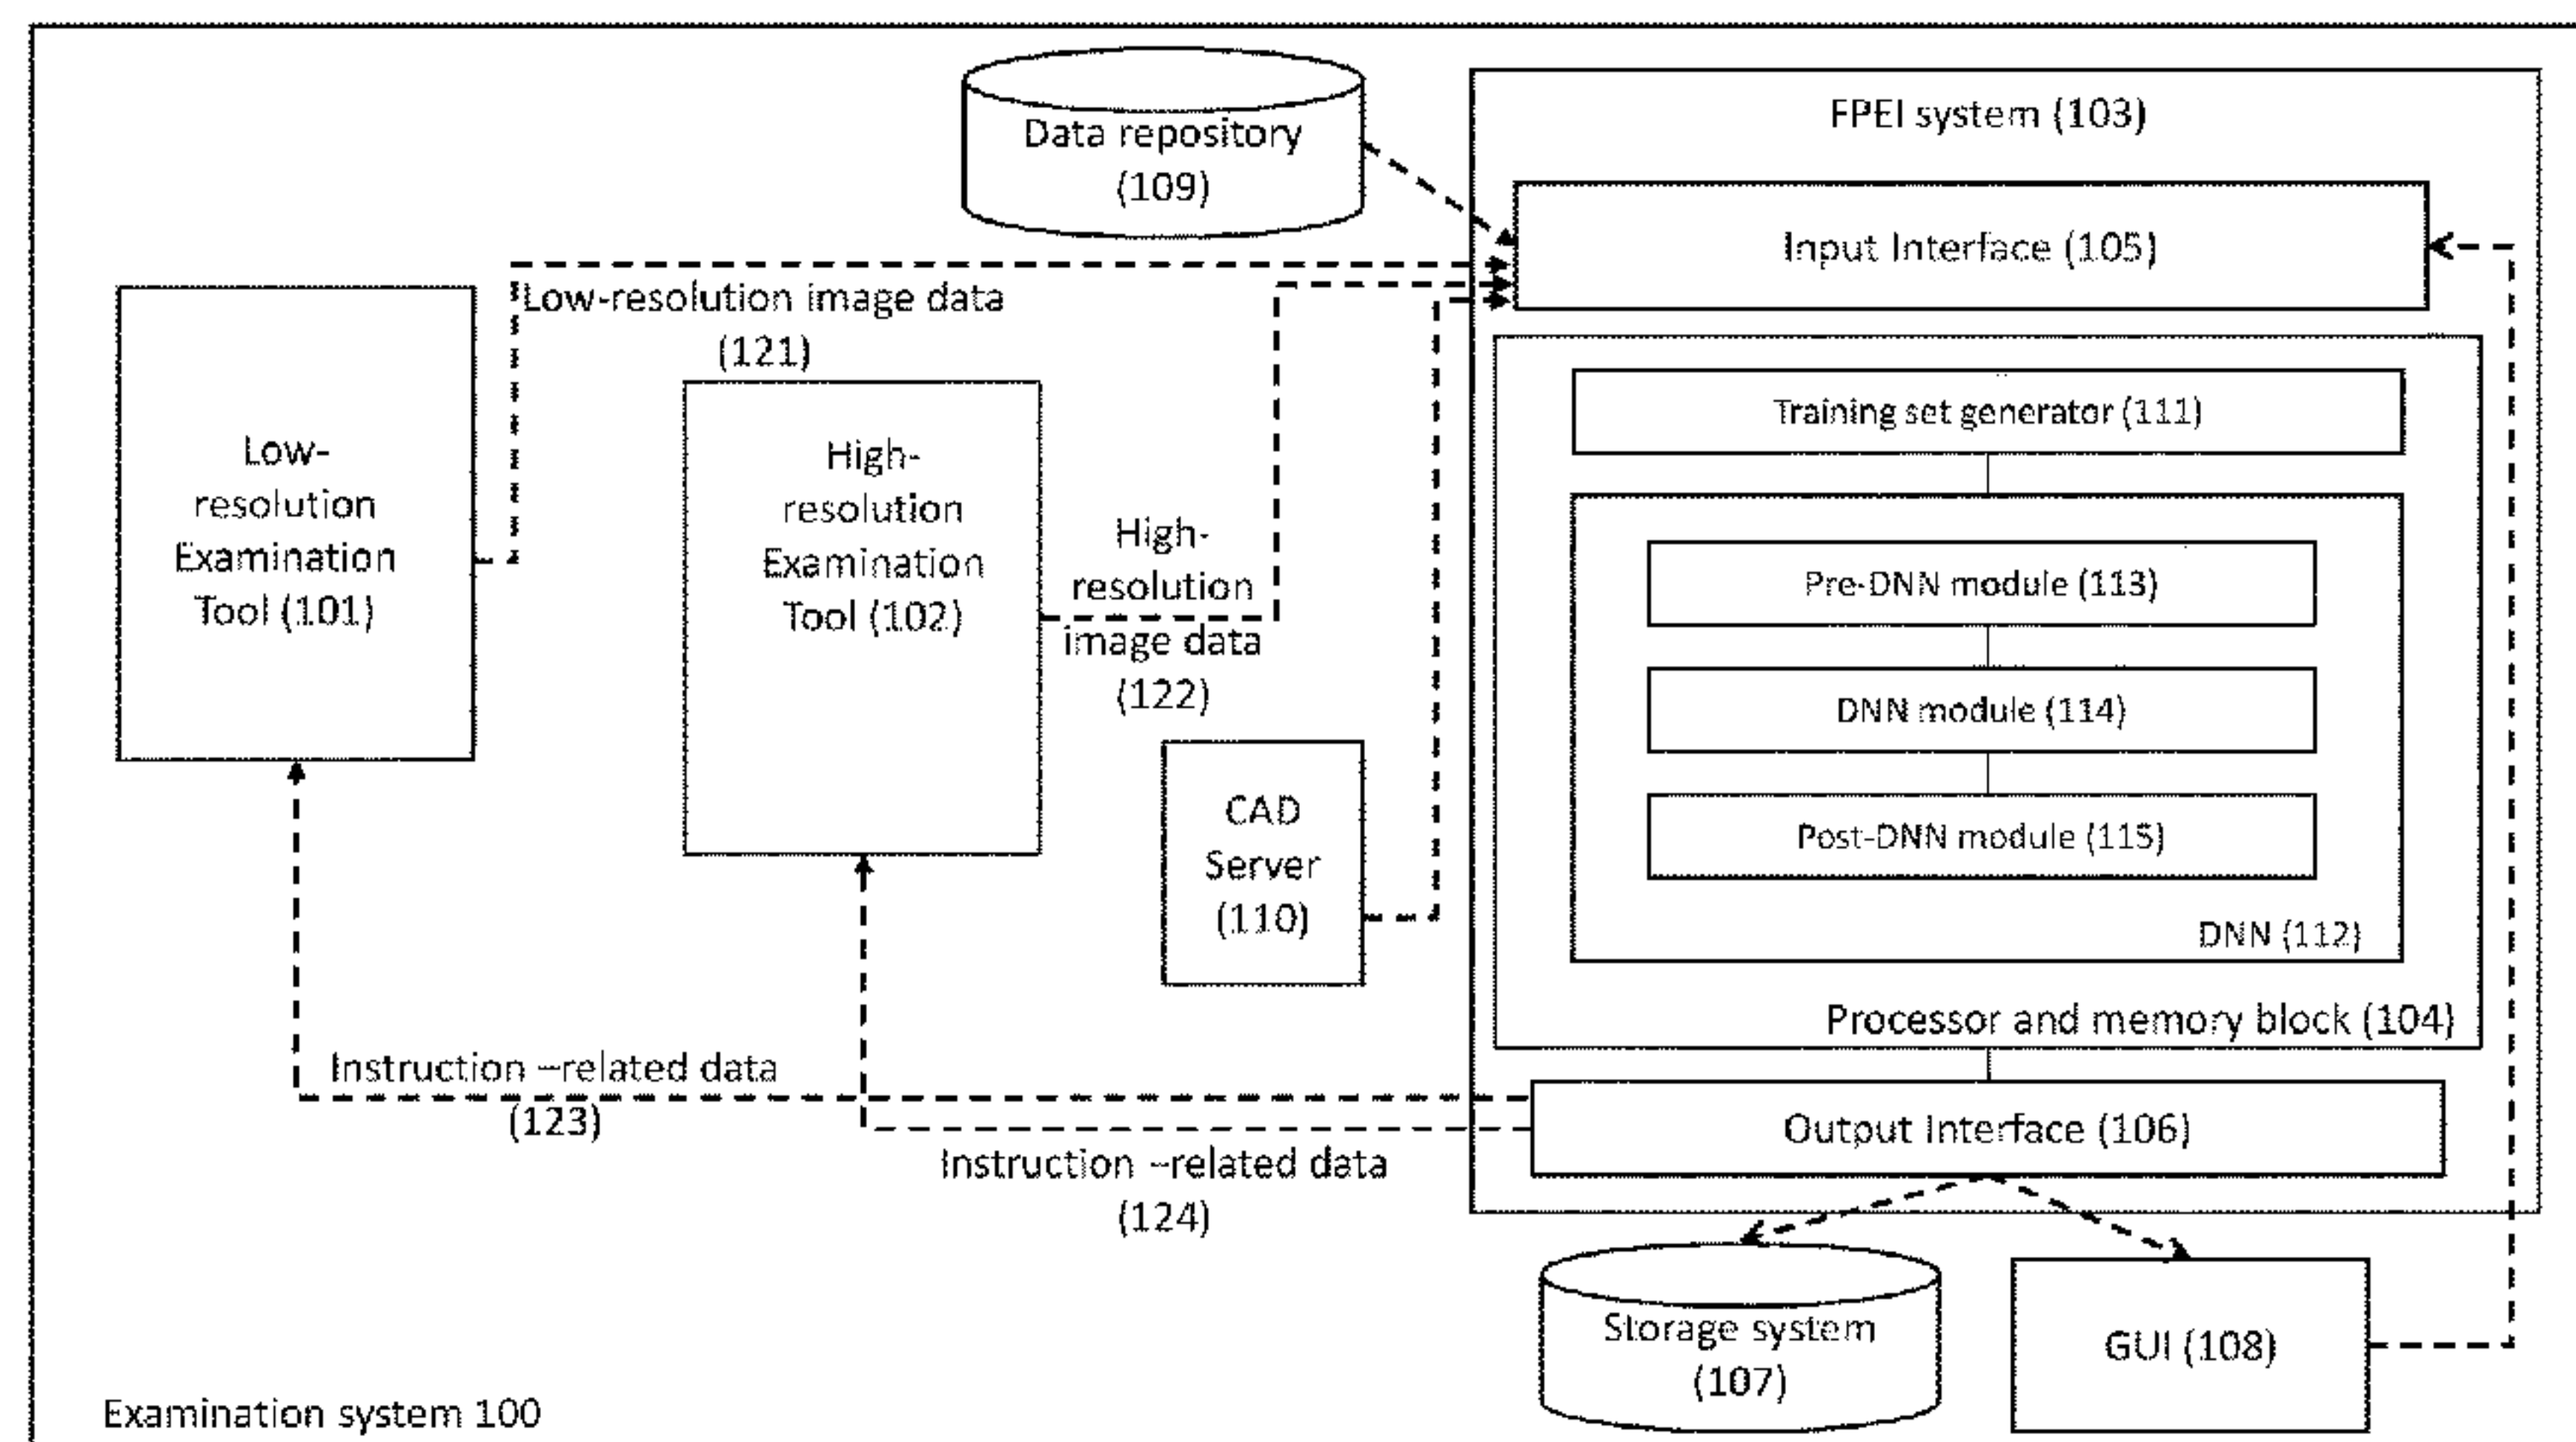 Data repository
(109)
FPEI system (103)
Input Interface (105)
Low-resolution image data
(121)
Low-
resolution
Examination
Tool (101)
High-
resolution
Examination
Tool (102)
High-
resolution
image data
(122)
CAD
Server
(110)
Training set generator (111)
Pre-DNN module (113)
DNN module (114)
Post-DNN module (115)
DNN (112)
Processor and memory block (104)
Instruction –related data
(123)
Output Interface (106)
Instruction –related data
(124)
Storage system
(107)
GUI (108)
Examination system 100